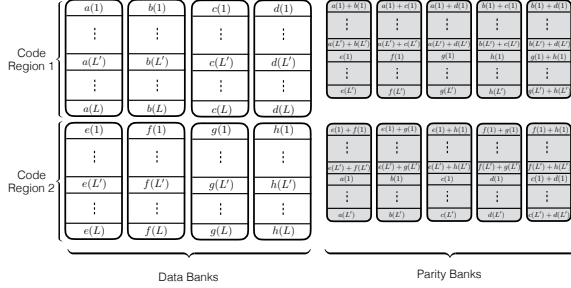 a(1) b(1) c(1) d(1) a(1) + b(1) a(1) + c(1) a(1) + d(1) b(1) + c(1) b(1) + d(1)
Code
Region 1
a(L') b(L') c(L') d(L') a(L') + b(L') a(L') + c(L') a(L') + d(L') b(L') + c(L') b(L') + d(L')
e(1) f(1) g(1) h(1) g(1) + h(1)
a(L) b(L) c(L) d(L) e(L') f(L') g(L') h(L') g(L') + h(L')
e(1) f(1) g(1) h(1) e(1) + f(1) e(1) + g(1) e(1) + h(1) f(1) + g(1) f(1) + h(1)
Code
Region 2
e(L') f(L') g(L') h(L') e(L') + f(L') e(L') + g(L') e(L') + h(L') f(L') + g(L') f(L') + h(L')
a(1) b(1) c(1) d(1) c(1) + d(1)
e(L) f(L) g(L) h(L) a(L') b(L') c(L') d(L') c(L') + d(L')
Data Banks Parity Banks